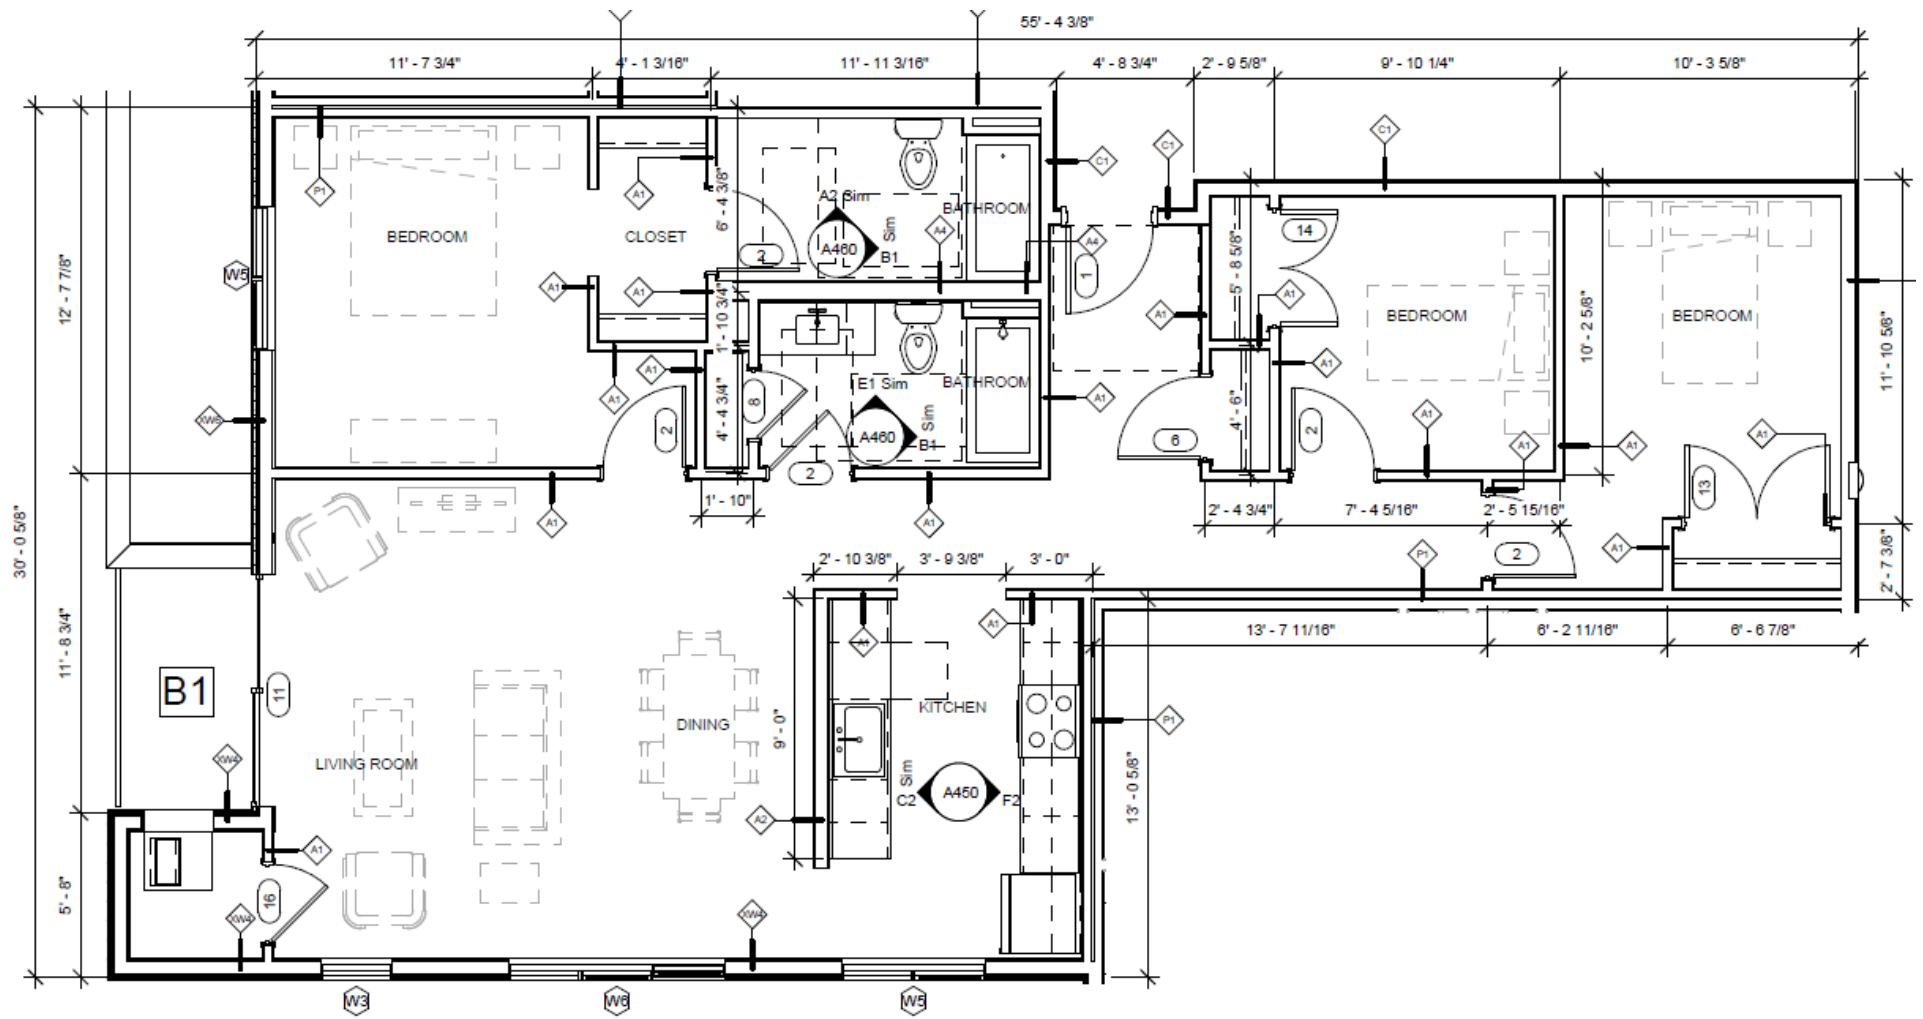 55' - 4 3/8"
11' - 7 3/4"
4' - 1 3/16"
11' - 11 3/16"
4' - 8 3/4"
2' - 9 5/8"
9' - 10 1/4"
10' - 3 5/8"
C1
C1
C1
P1
A1
6' - 4 3/8"
A2 Sim
BATHROOM
BEDROOM
CLOSET
2
A460
Sim
B1
A4
A4
1
14
5' - 8 5/8"
W5
A1
A1
1' - 10 3/4"
A1
A1
BEDROOM
BEDROOM
12' - 7 7/8"
10' - 2 5/8"
11' - 10 5/8"
A1
A1
A1
E1 Sim
BATHROOM
A1
XW6
2
4' - 4 3/4"
8
A460
Sim
B1
6
4' - 6"
2
A1
A1
A1
A1
2
1' - 10"
A1
A1
13
2' - 4 3/4"
7' - 4 5/16"
2' - 5 15/16"
30' - 0 5/8"
2' - 10 3/8"
3' - 9 3/8"
3' - 0"
P1
2
A1
2' - 7 3/8"
11' - 8 3/4"
A1
A1
13' - 7 11/16"
6' - 2 11/16"
6' - 6 7/8"
B1
11
DINING
9' - 0"
KITCHEN
P1
LIVING ROOM
XW4
Sim
C2
A450
F2
A2
13' - 0 5/8"
A1
5' - 8"
16
XW4
XW4
W3
W6
W5